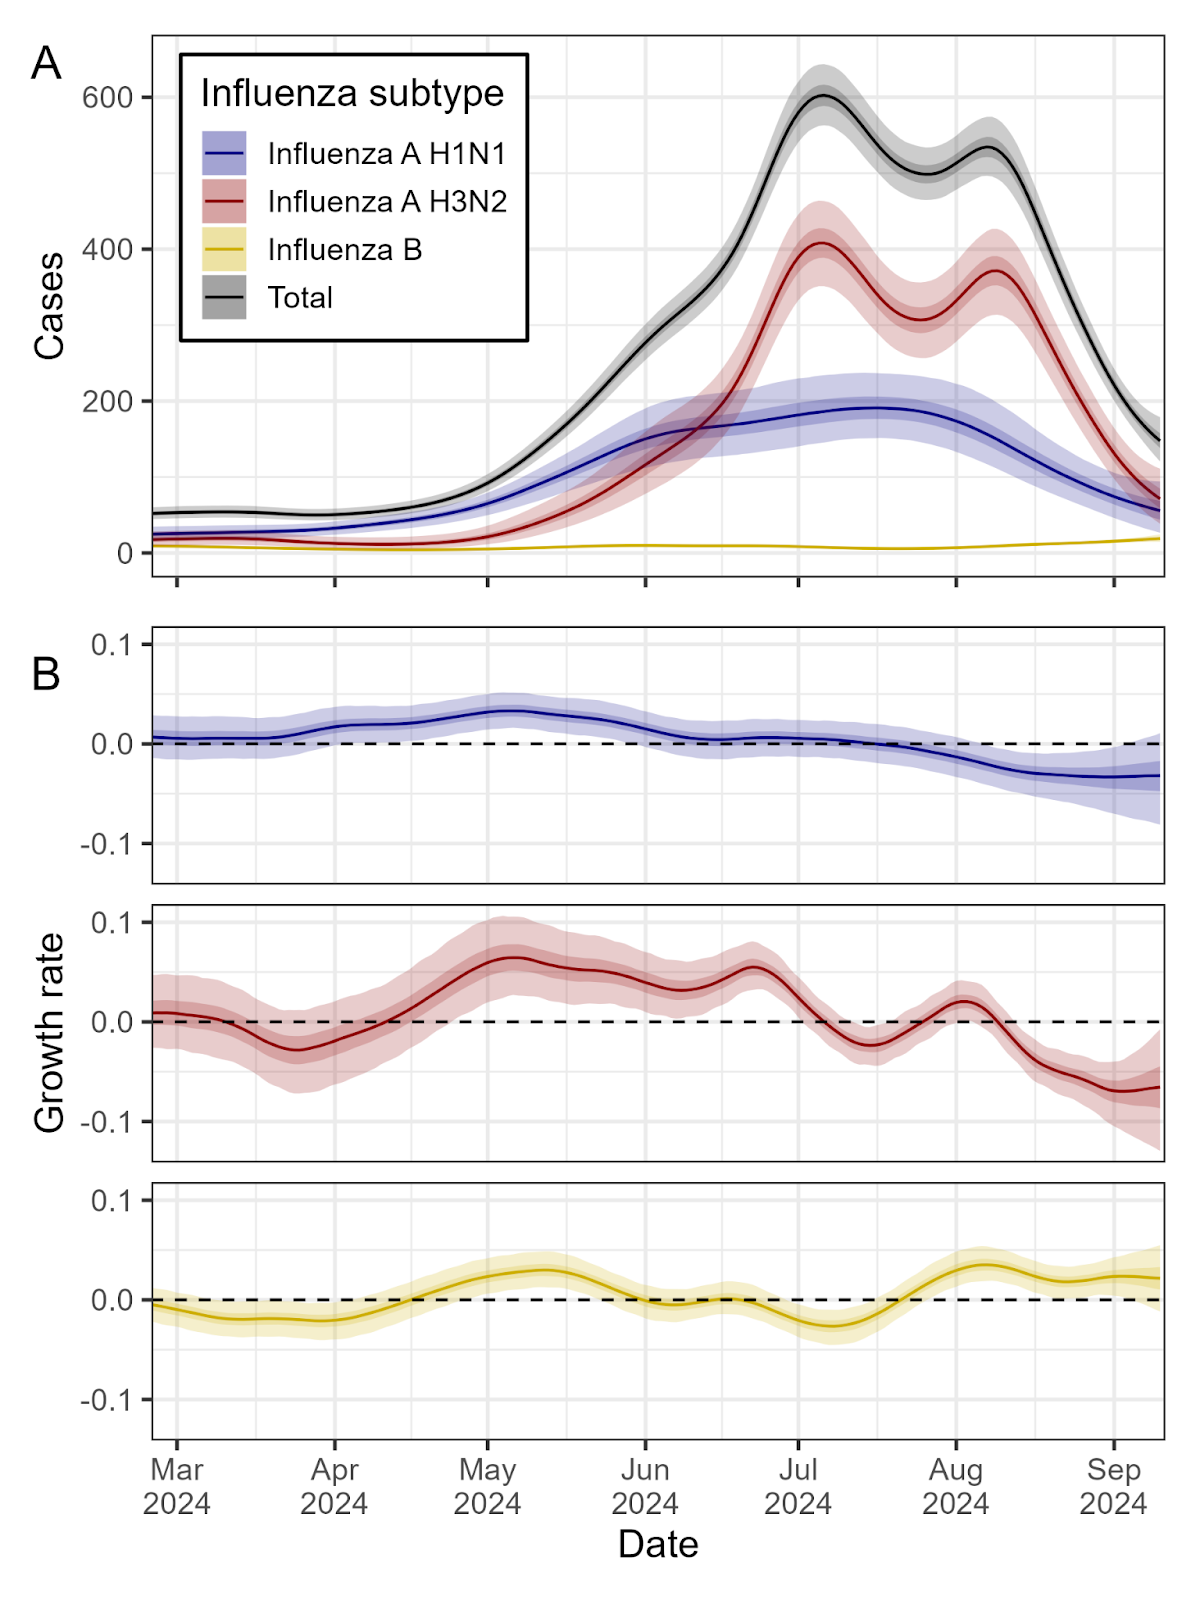 A
Influenza subtype
Influenza A H1N1
Influenza A H3N2
Influenza B
Total
Cases
600
400
200
0
B
Growth rate
0.1
0.0
-0.1
0.1
0.0
-0.1
0.1
0.0
-0.1
Mar Apr May Jun Jul Aug Sep
2024 2024 2024 2024 2024 2024 2024
Date